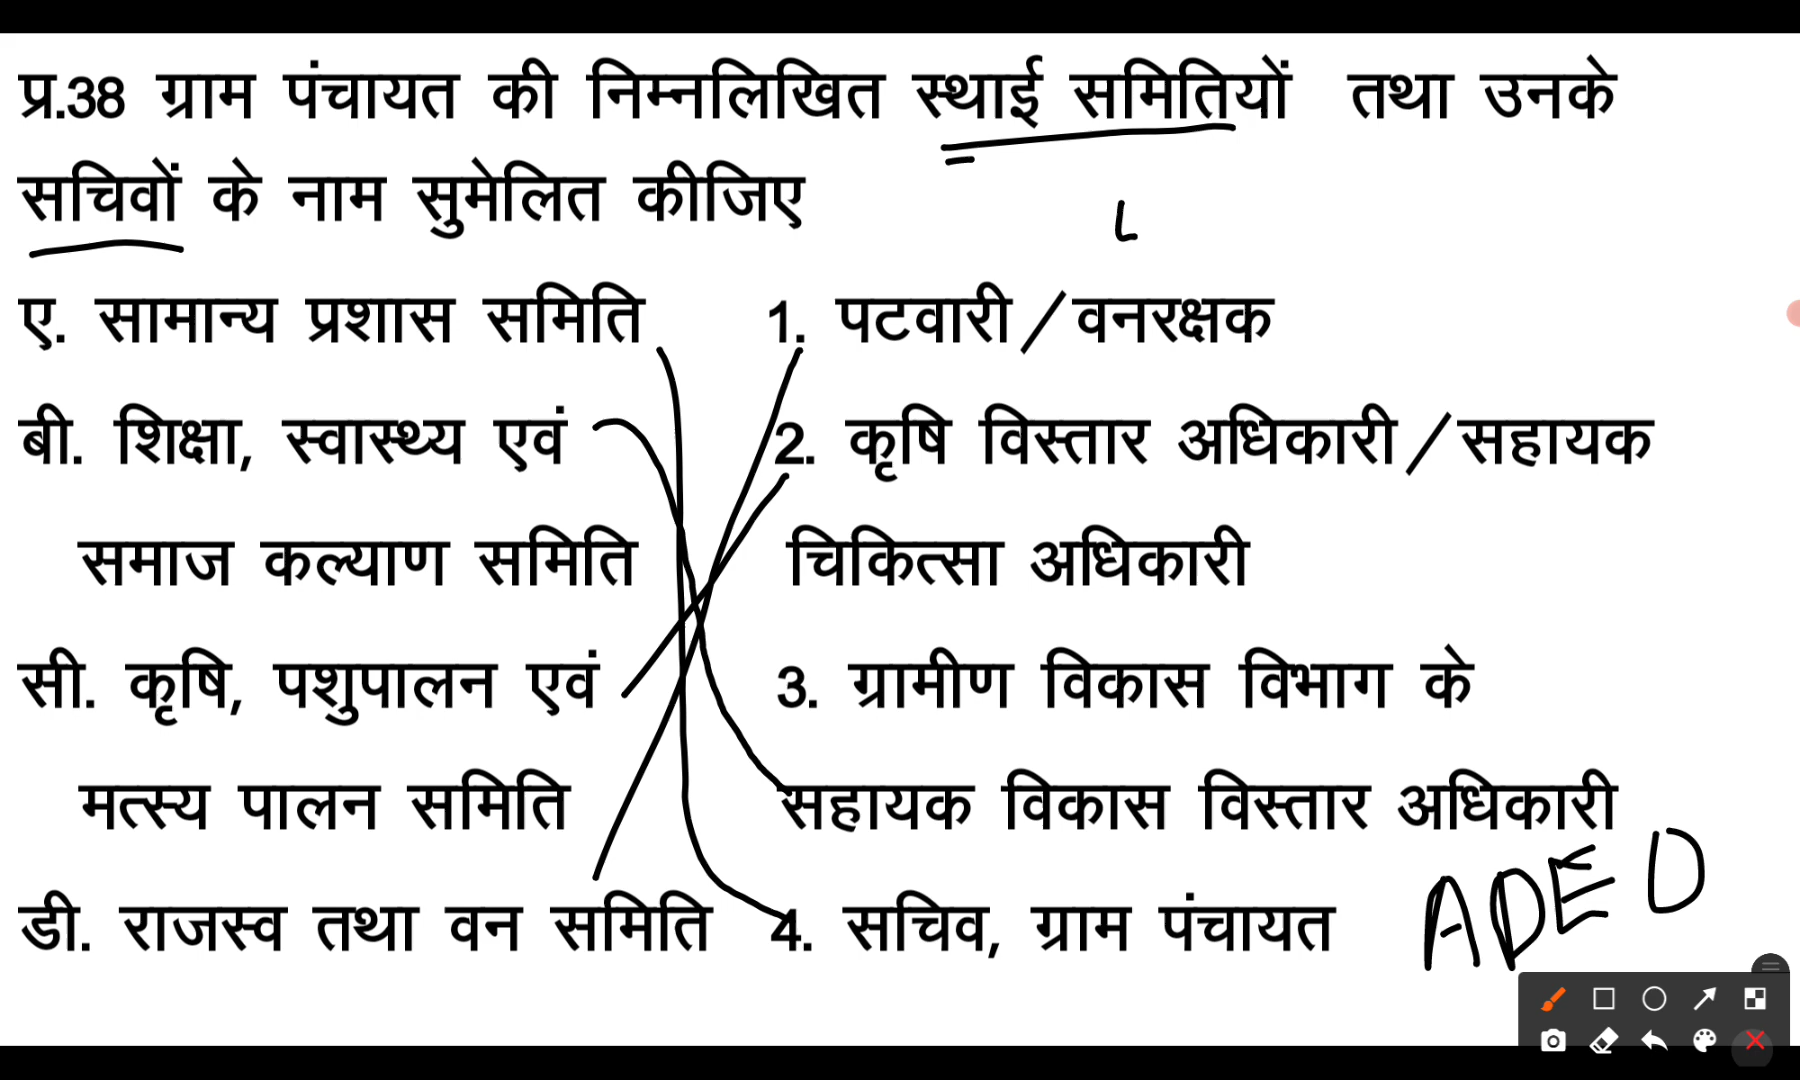 प्र.38 ग्राम पंचायत की निम्नलिखित स्थाई समितियों तथा उनके
सचिवों के नाम सुमेलित कीजिए
L
ए. सामान्य प्रशास समिति 1. पटवारी/वनरक्षक
बी. शिक्षा, स्वास्थ्य एवं 2. कृषि विस्तार अधिकारी/सहायक
समाज कल्याण समिति चिकित्सा अधिकारी
सी. कृषि, पशुपालन एवं 3. ग्रामीण विकास विभाग के
मत्स्य पालन समिति सहायक विकास विस्तार अधिकारी
डी. राजस्व तथा वन समिति 4. सचिव, ग्राम पंचायत ADEO